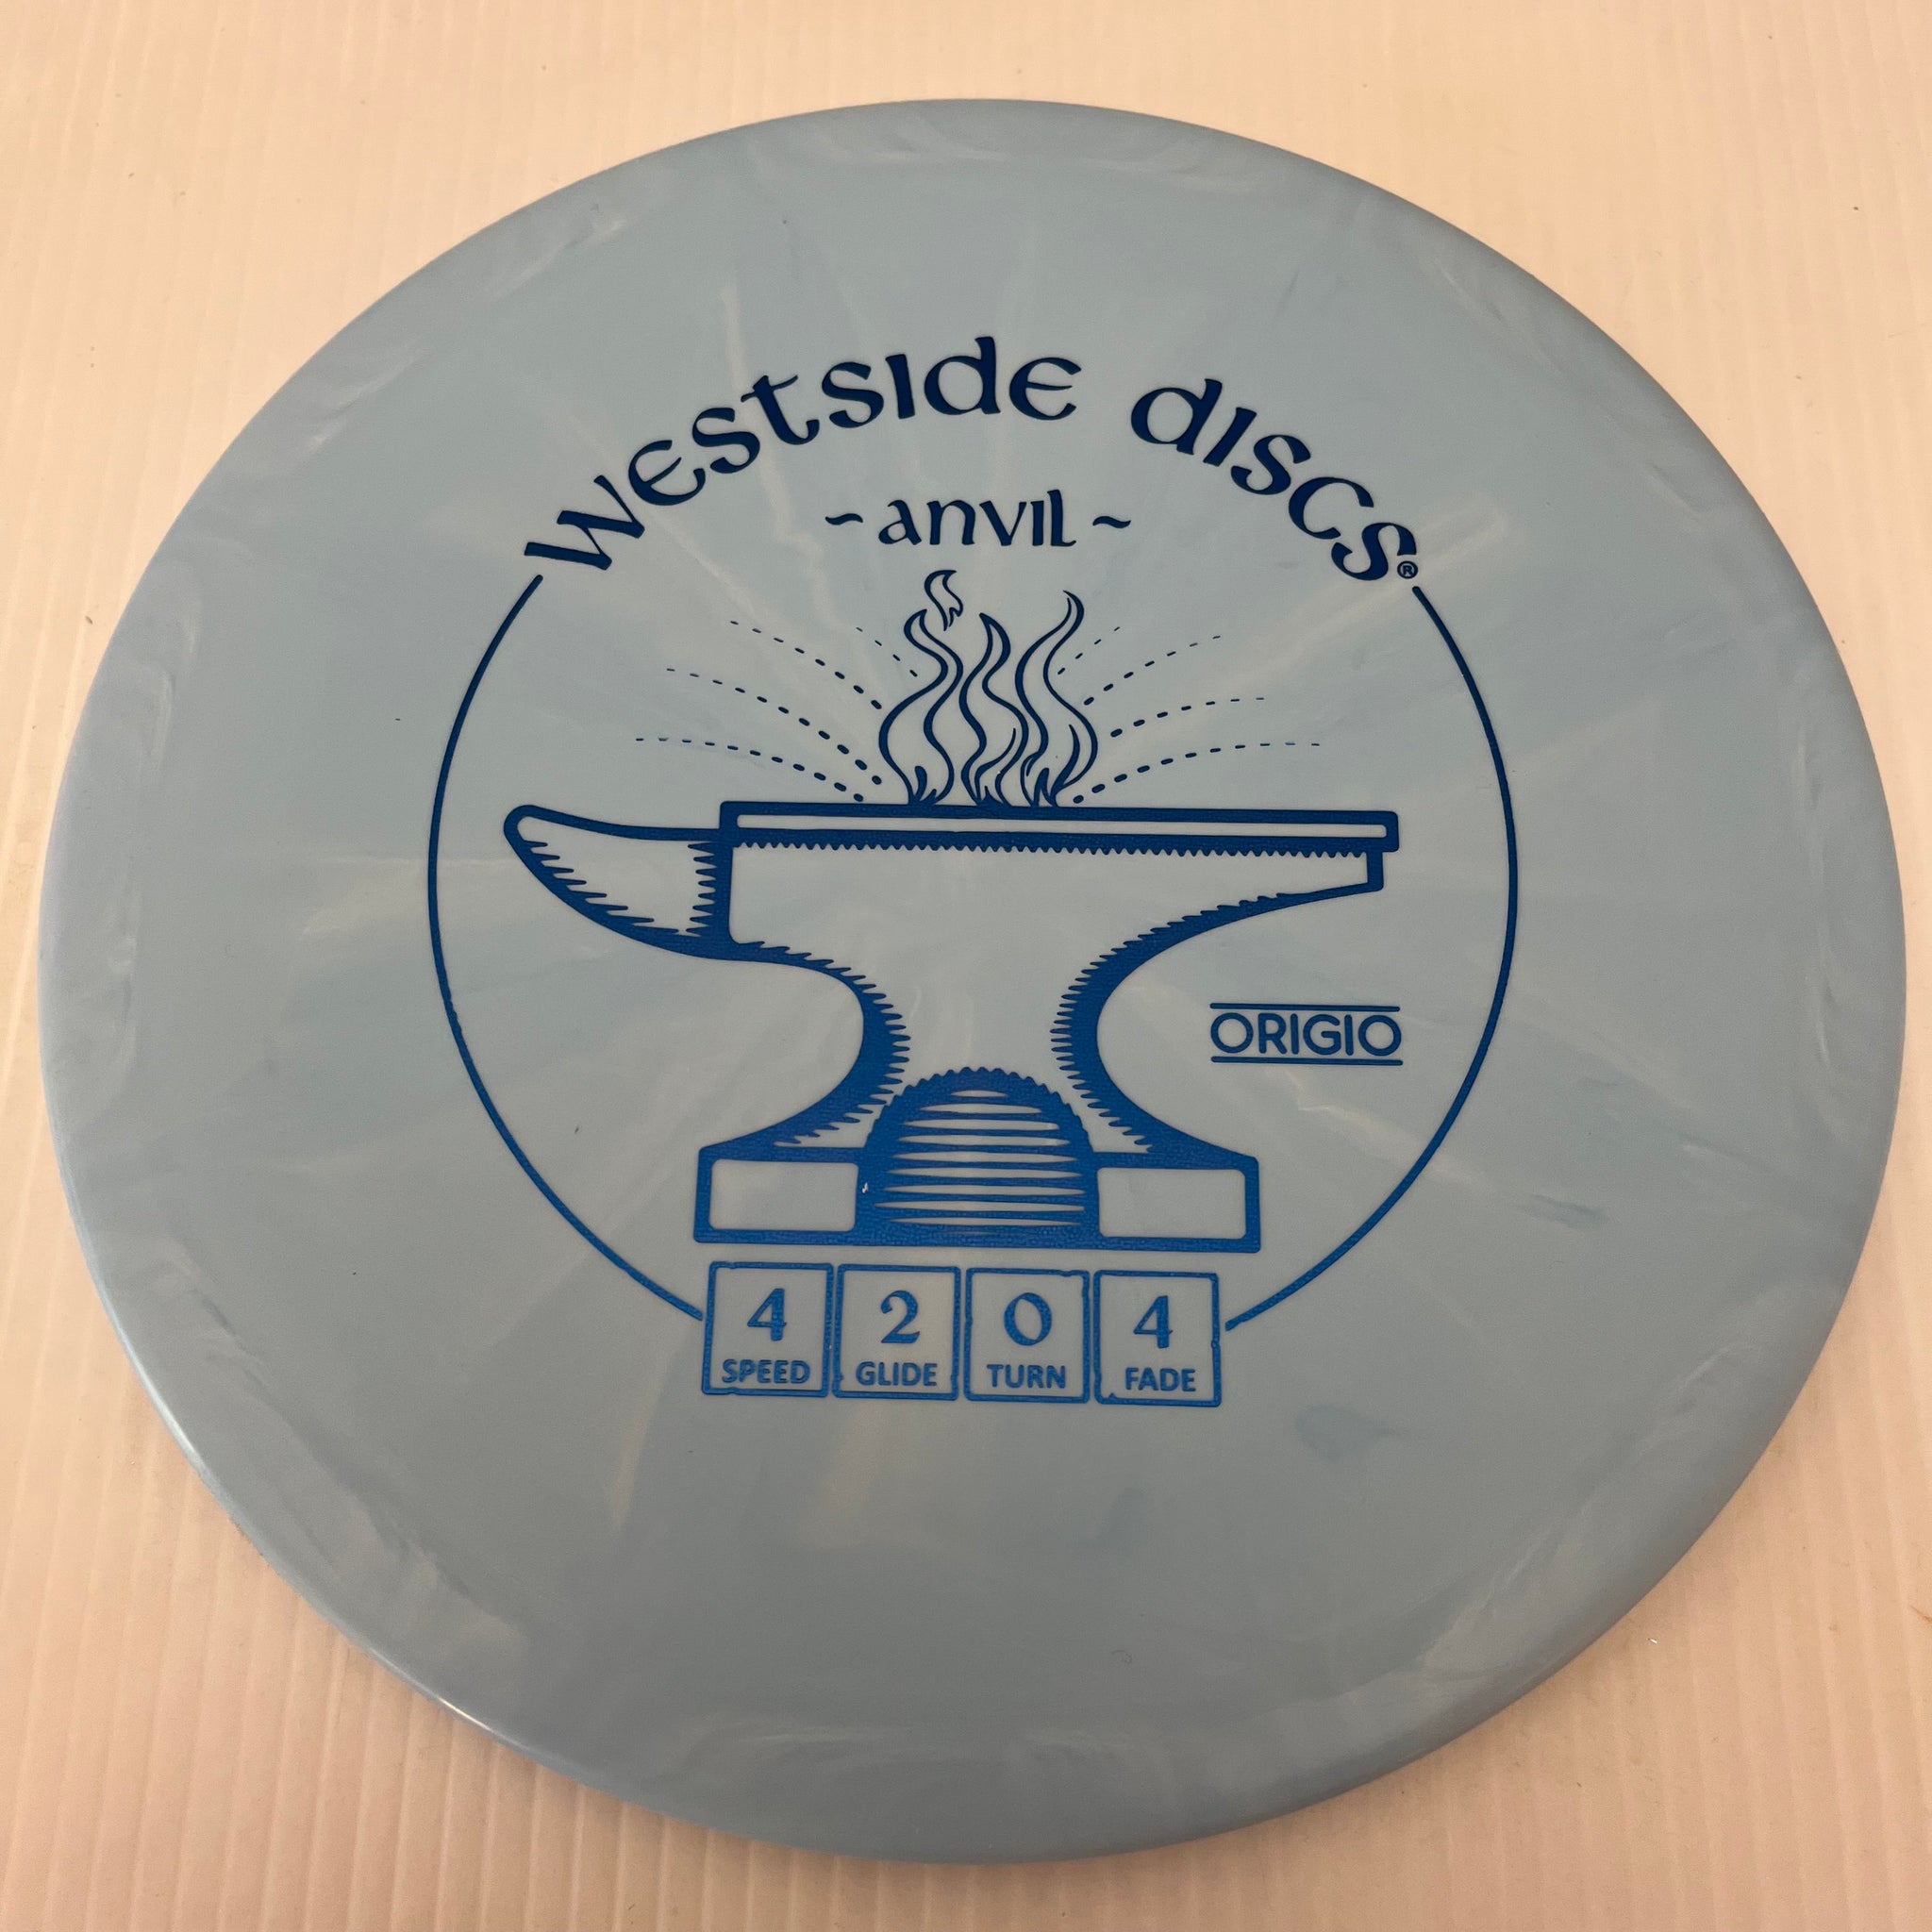 Westside discs®
~anvil~
ORIGIO
4 2 0 4
SPEED GLIDE TURN FADE